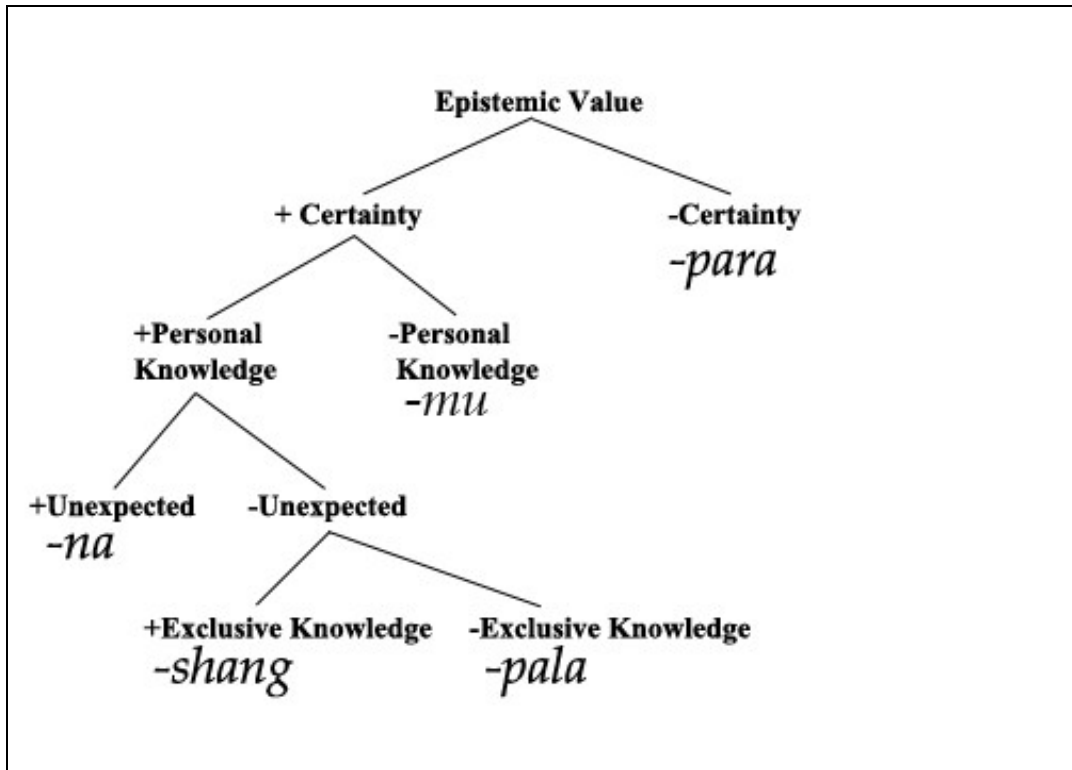 Epistemic Value
+ Certainty
-Certainty
-para
+Personal
Knowledge
-Personal
Knowledge
-mu
+Unexpected
-na
-Unexpected
+Exclusive Knowledge
-shang
-Exclusive Knowledge
-pala